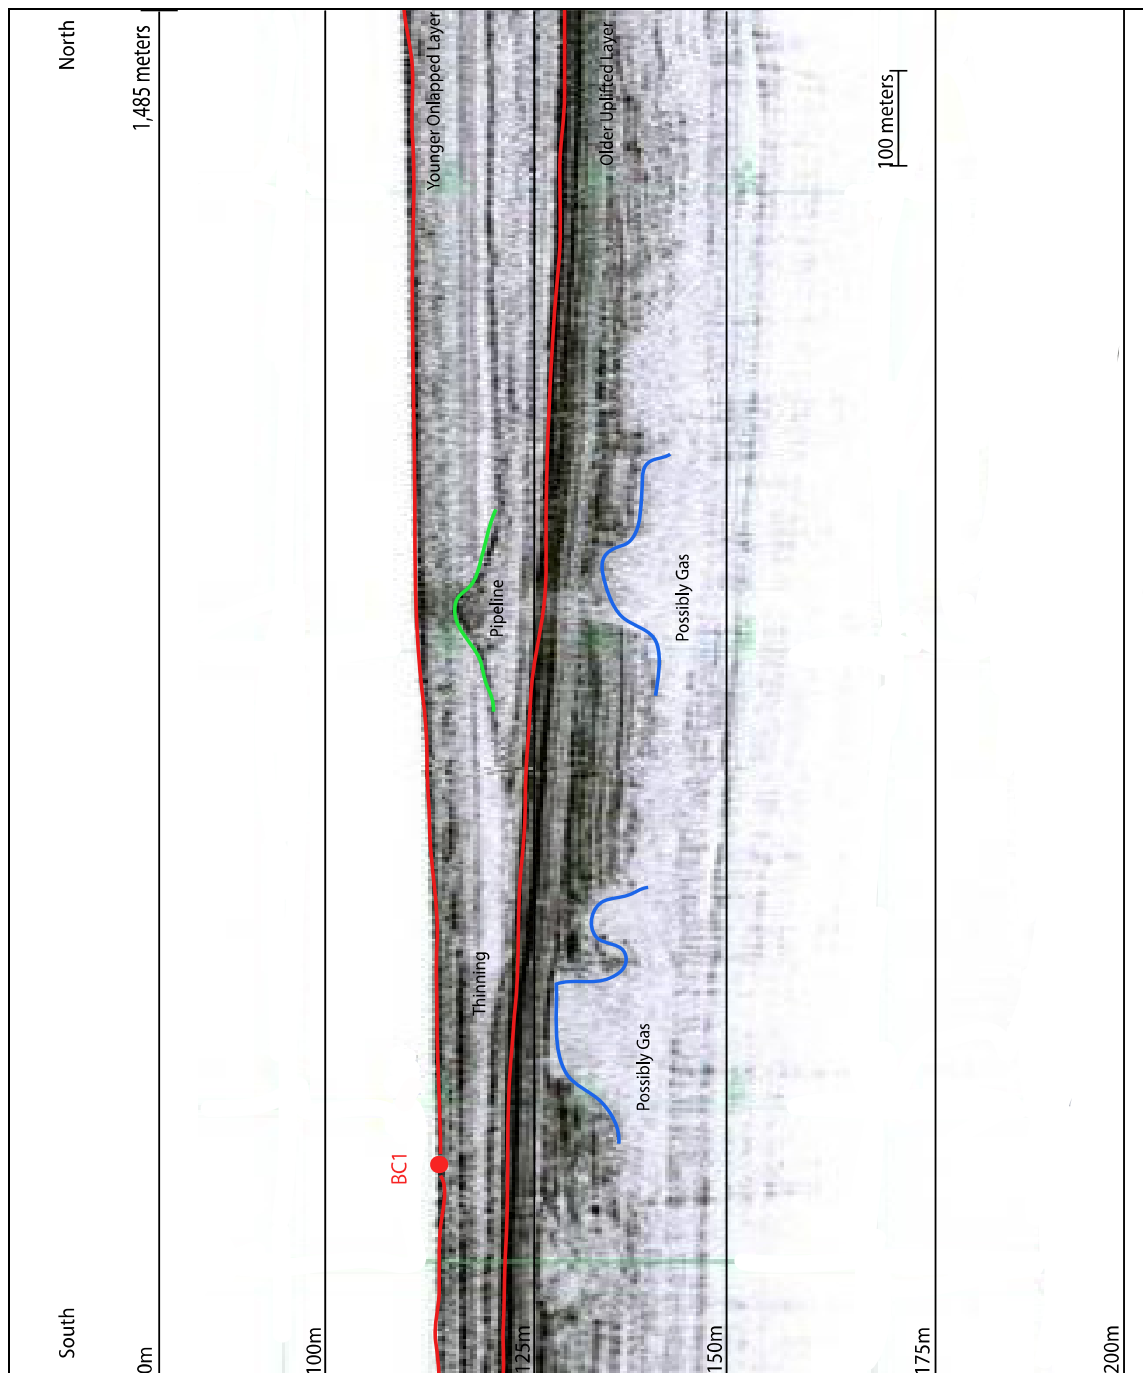 North
1,485 meters
Younger Onlapped Layer
Older Uplifted Layer
100 meters
Pipeline
Possibly Gas
Thinning
Possibly Gas
BC1
South
0m
100m
125m
150m
175m
200m